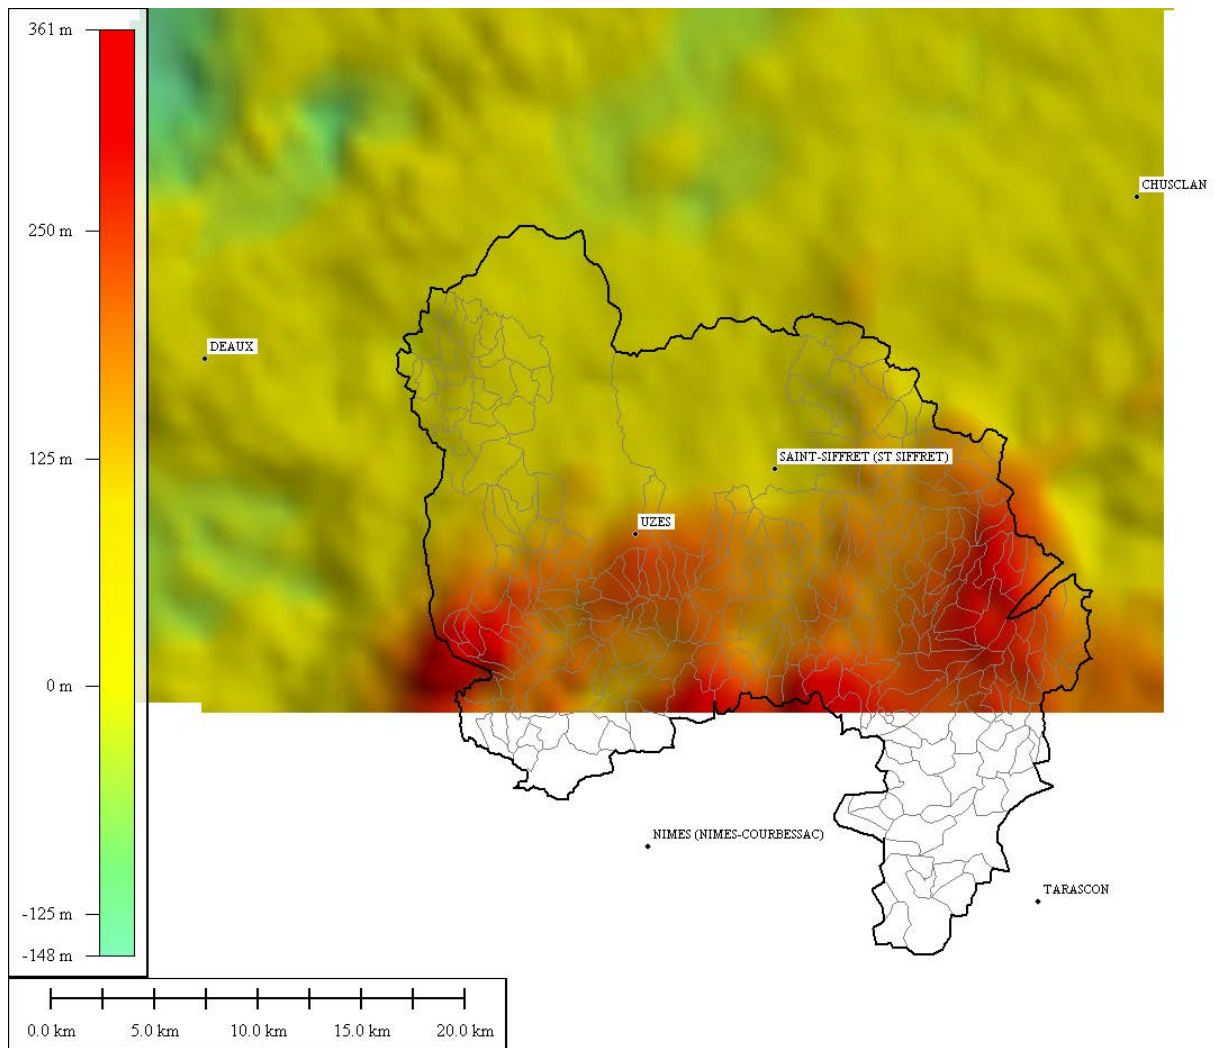 361 m
250 m
125 m
0 m
-125 m
-148 m
CHUSCLAN
DEAUX
SAINT-SIFFRET (ST SIFFRET)
UZES
NIMES (NIMES-COURBESSAC)
TARASCON
0.0 km 5.0 km 10.0 km 15.0 km 20.0 km